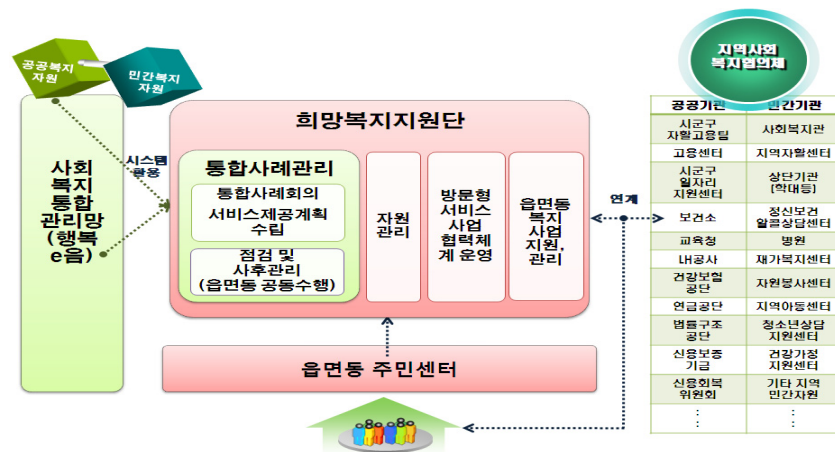 공공복지
자원
민간복지
자원
사회
복지
통합
관리망
(행복
e음)
시스템
활용
희망복지지원단
통합사례관리
통합사례회의
서비스제공계획
수립
점검 및
사후관리
(읍면동 공동수행)
자원
관리
방문형
서비스
사업
협력체
계 운영
읍면동
복지
사업
지원,
관리
읍면동 주민센터
연계
지역사회
복지협의체
공공기관 민간기관
시군구
자활고용팀
사회복지관
고용센터 지역자활센터
시군구
일자리
지원센터
상담기관
(학대등)
보건소
정신보건
알콜상담센터
교육청 병원
LH공사 재가복지센터
건강보험
공단
자원봉사센터
연금공단 지역아동센터
법률구조
공단
청소년상담
지원센터
신용보증
기금
건강가정
지원센터
신용회복
위원회
기타 지역
민간자원
⋮ ⋮